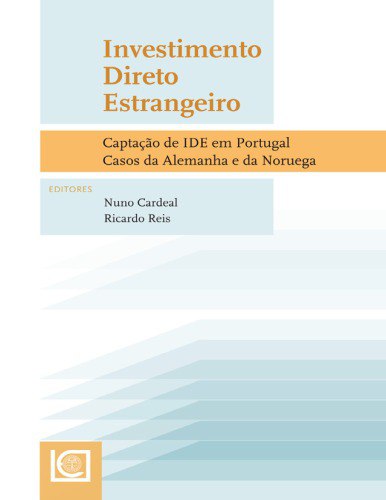 Investimento
Direto
Estrangeiro
Captação de IDE em Portugal
Casos da Alemanha e da Noruega
EDITORES
Nuno Cardeal
Ricardo Reis